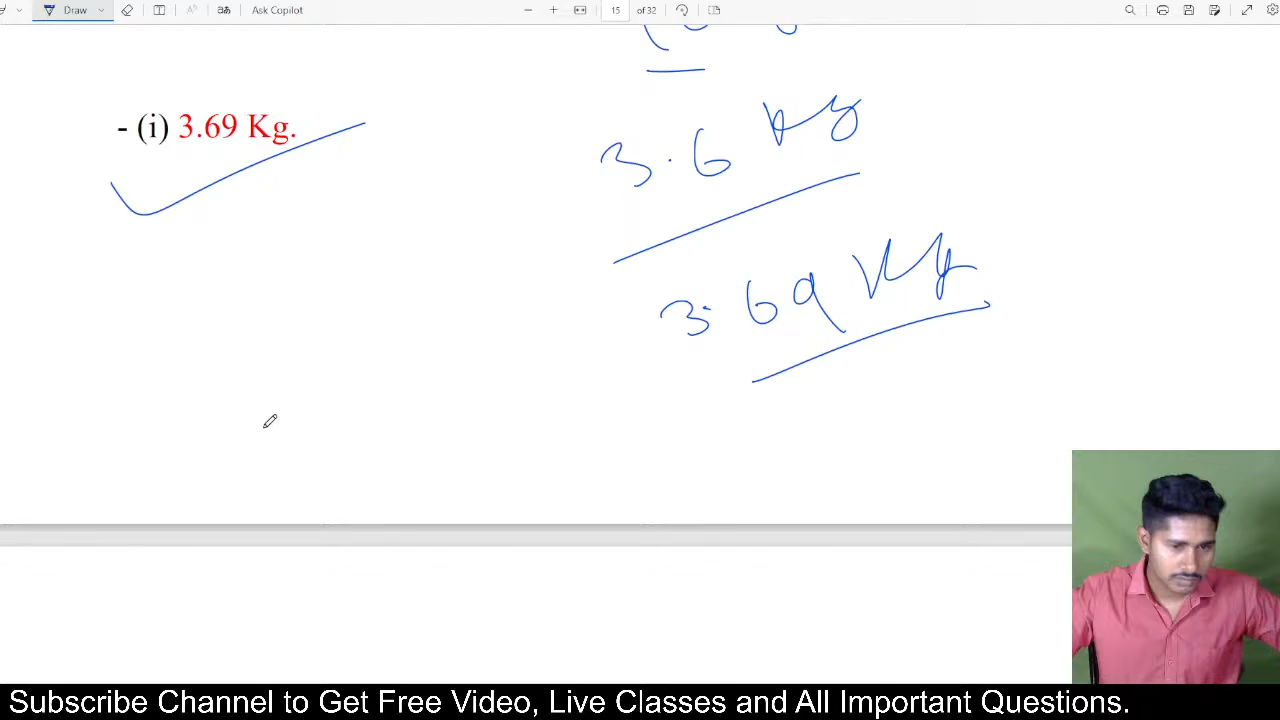 Draw
Ask Copilot
15 of 32
- (i) 3.69 Kg.
3.6 Kg
3.69 Kg
Subscribe Channel to Get Free Video, Live Classes and All Important Questions.